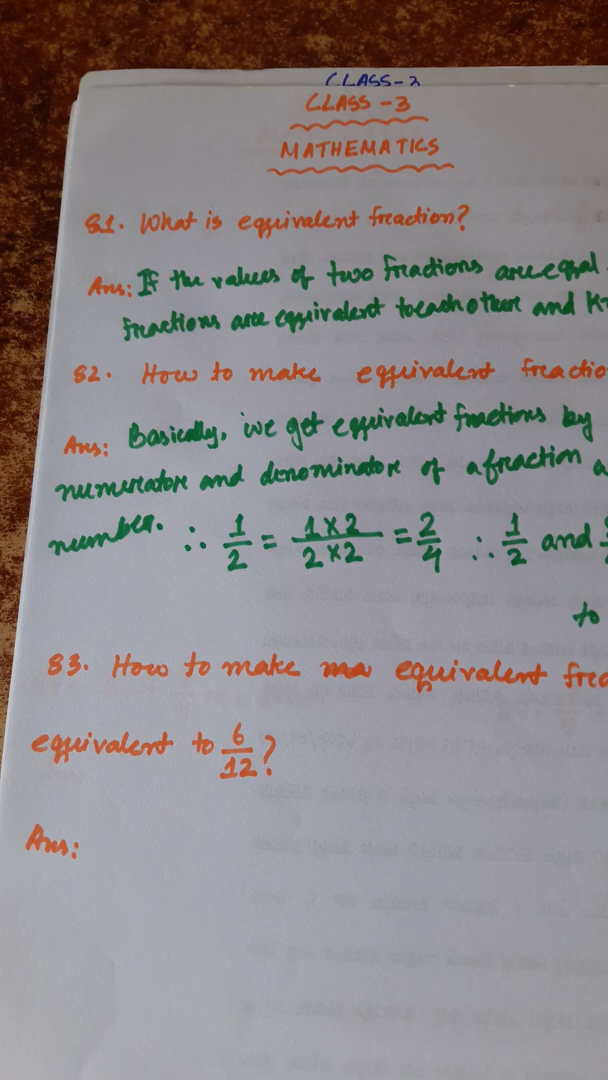 CLASS-3
CLASS-3
MATHEMATICS
Q1. What is equivalent fraction?
Ans: If the values of two fractions are equal
fractions are equivalent to each other and
Q2. How to make equivalent
Ans: Basically, we get equivalent fractions by
numerator and denominator of a fraction
number. ∴ 1/2 = 1×2/2×2 = 2/4 ∴ 1/2 and
to
Q3. How to make equivalent
equivalent to 6/12?
Ans: